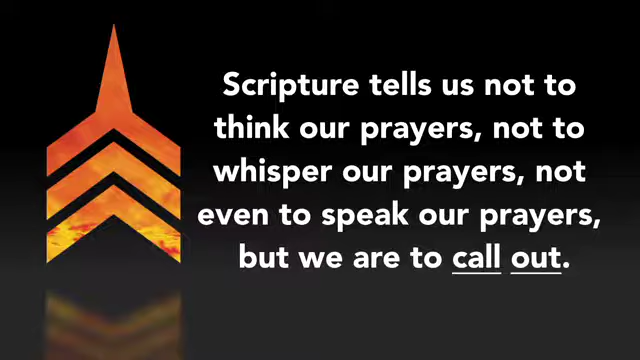 Scripture tells us not to
think our prayers, not to
whisper our prayers, not
even to speak our prayers,
but we are to call out.